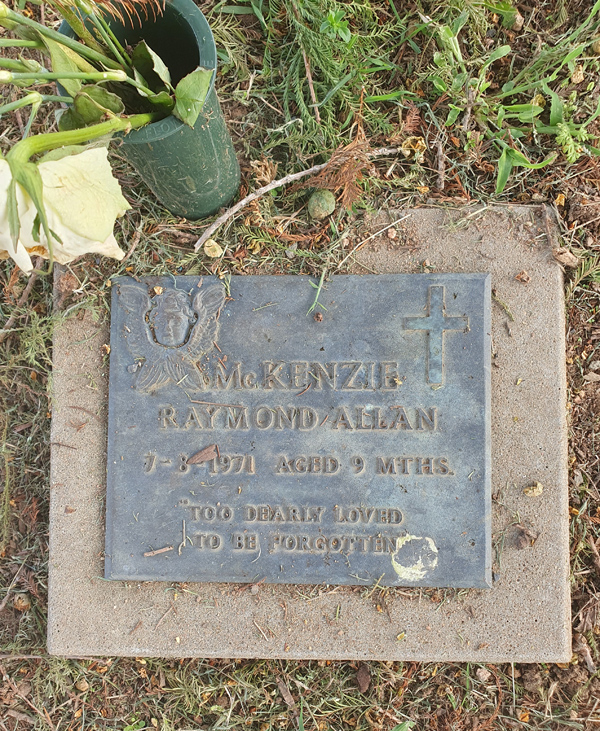 McKENZIE
RAYMOND ALLAN
7-8-1971 AGED 9 MTHS.
"TOO DEARLY LOVED
TO BE FORGOTTEN"